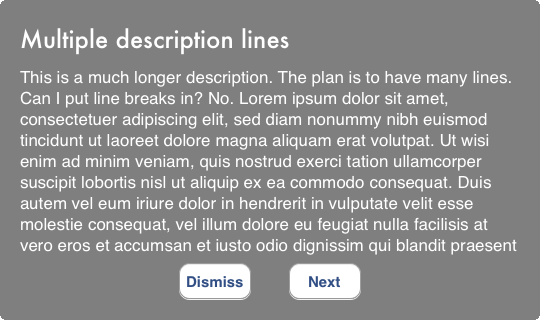 Multiple description lines
This is a much longer description. The plan is to have many lines.
Can I put line breaks in? No. Lorem ipsum dolor sit amet,
consectetuer adipiscing elit, sed diam nonummy nibh euismod
tincidunt ut laoreet dolore magna aliquam erat volutpat. Ut wisi
enim ad minim veniam, quis nostrud exerci tation ullamcorper
suscipit lobortis nisl ut aliquip ex ea commodo consequat. Duis
autem vel eum iriure dolor in hendrerit in vulputate velit esse
molestie consequat, vel illum dolore eu feugiat nulla facilisis at
vero eros et accumsan et iusto odio dignissim qui blandit praesent
Dismiss Next